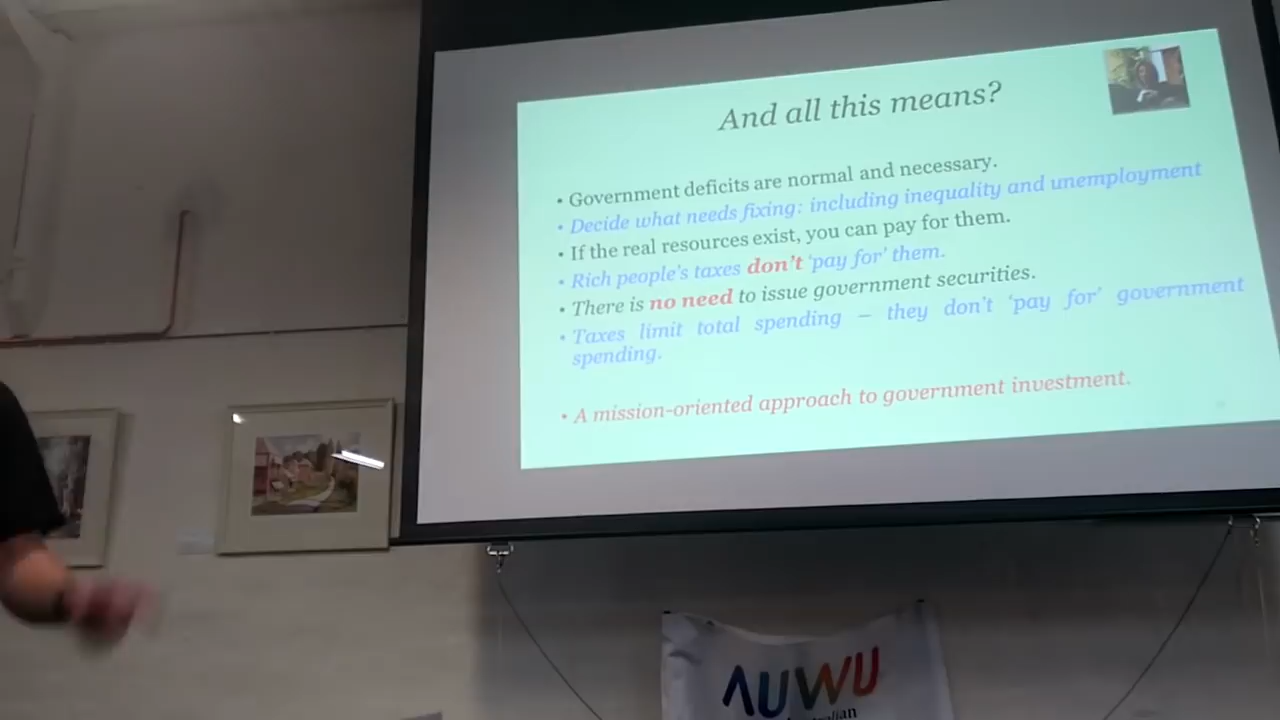 And all this means?
• Government deficits are normal and necessary.
• Decide what needs fixing: including inequality and unemployment
• If the real resources exist, you can pay for them.
• Rich people's taxes don't 'pay for' them.
• There is no need to issue government securities.
• Taxes limit total spending – they don't 'pay for' government
spending.
• A mission-oriented approach to government investment.
AUWU